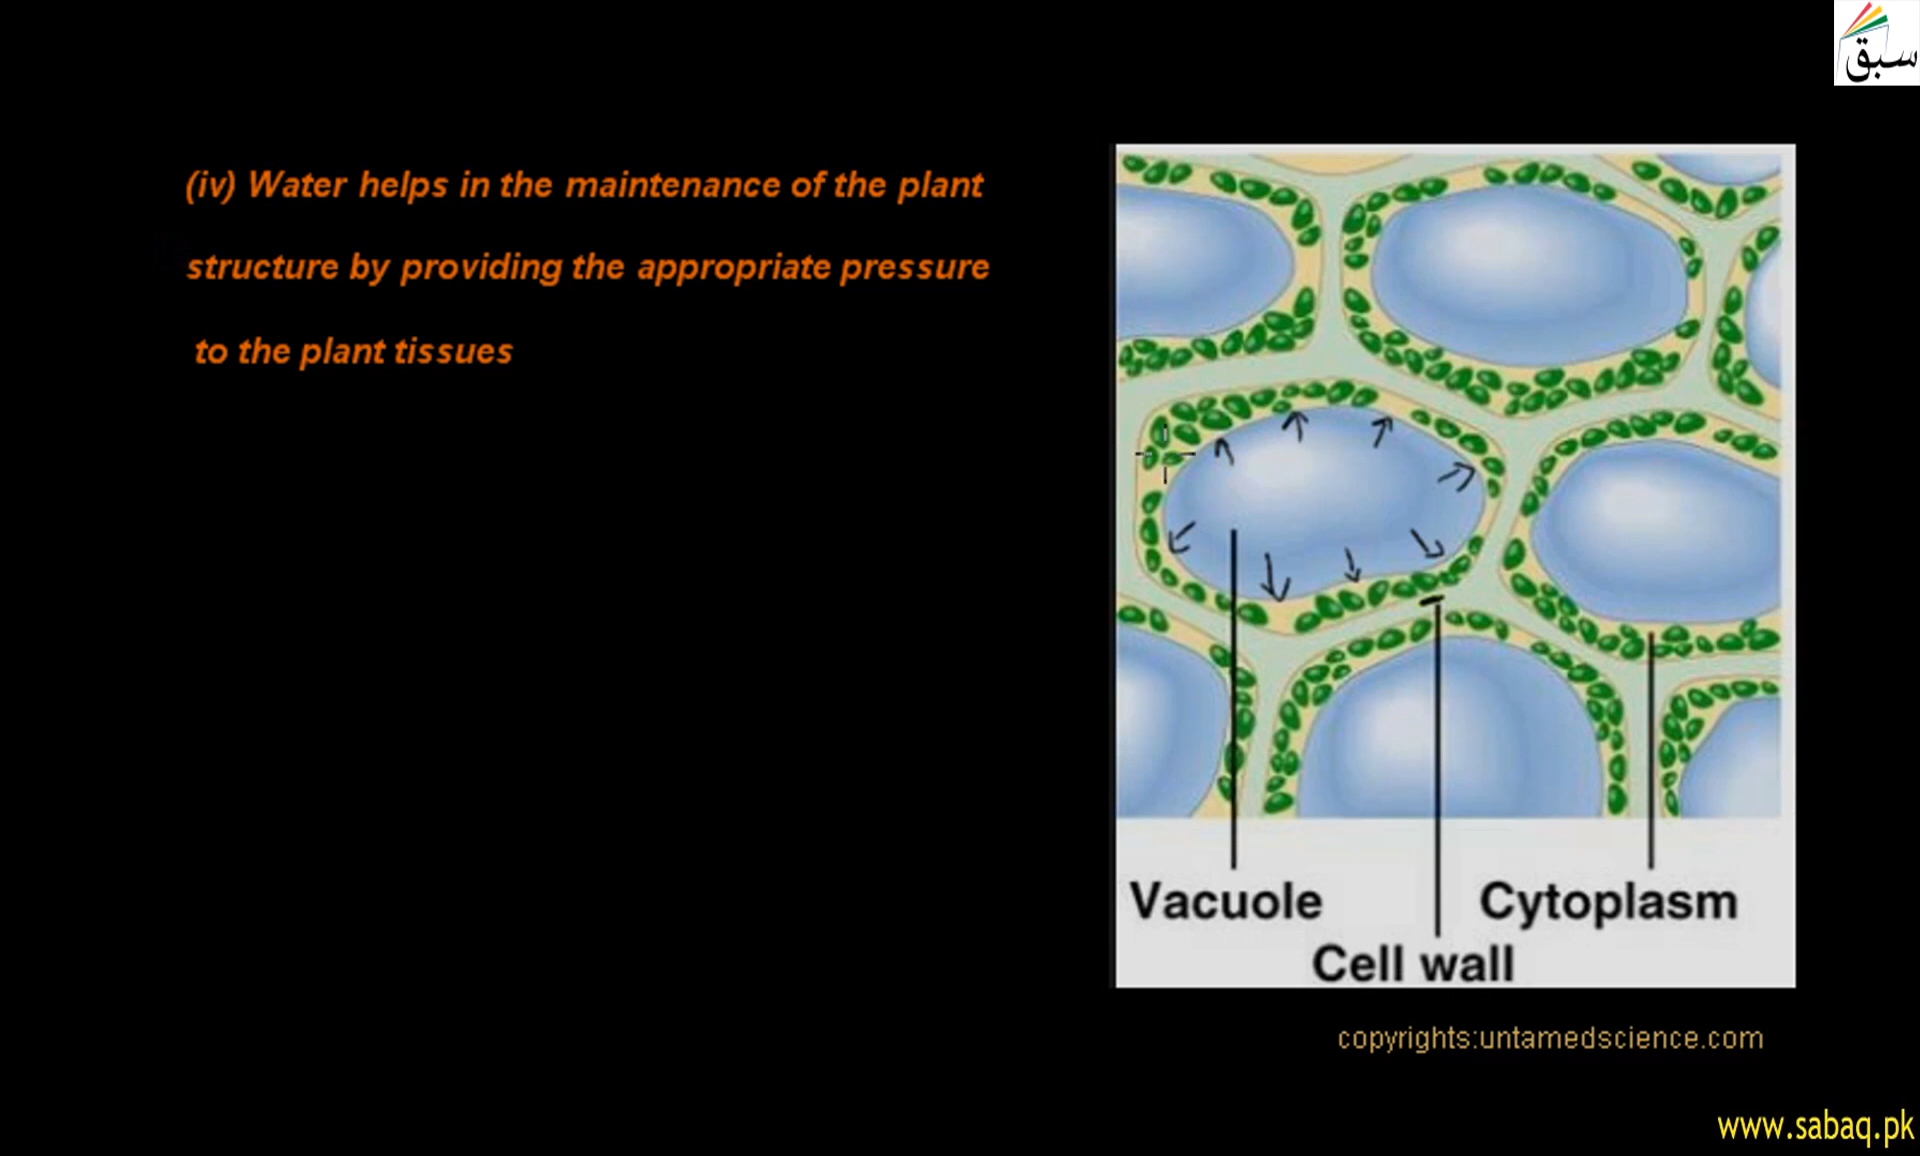 سبق
(iv) Water helps in the maintenance of the plant
structure by providing the appropriate pressure
to the plant tissues
Vacuole
Cytoplasm
Cell wall
copyrights:untamedscience.com
www.sabaq.pk